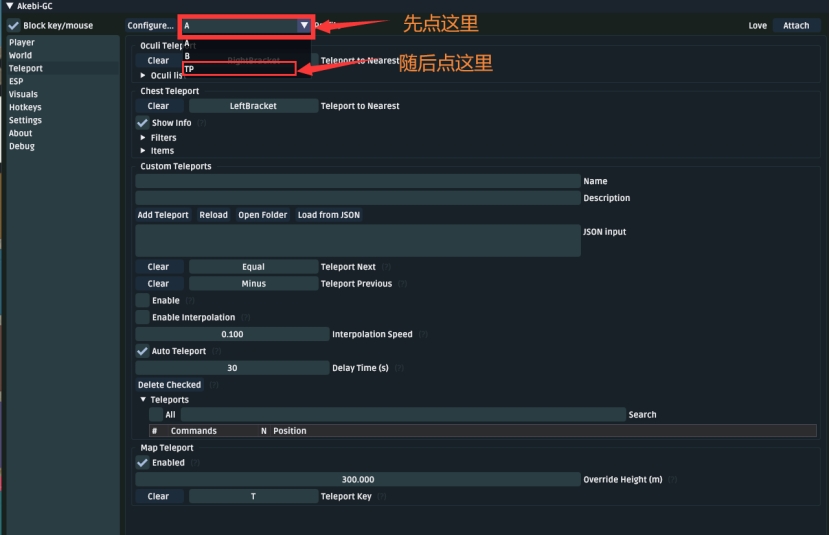 ▼ Akebi-GC
Block key/mouse
Configure... A
先点这里
Love Attach
Player
World
Teleport
ESP
Visuals
Hotkeys
Settings
About
Debug
A
B
TP
随后点这里
Oculi Teleport
Clear RightBracket Teleport to Nearest
► Oculi list
Chest Teleport
Clear LeftBracket Teleport to Nearest
Show Info (?)
► Filters
► Items
Custom Teleports
Name
Description
Add Teleport Reload Open Folder Load from JSON
JSON input
Clear Equal Teleport Next (?)
Clear Minus Teleport Previous (?)
Enable (?)
Enable Interpolation (?)
0.100 Interpolation Speed (?)
Auto Teleport (?)
30 Delay Time (s) (?)
Delete Checked (?)
▼ Teleports
All Search
# Commands N Position
Map Teleport
Enabled (?)
300.000 Override Height (m) (?)
Clear T Teleport Key (?)